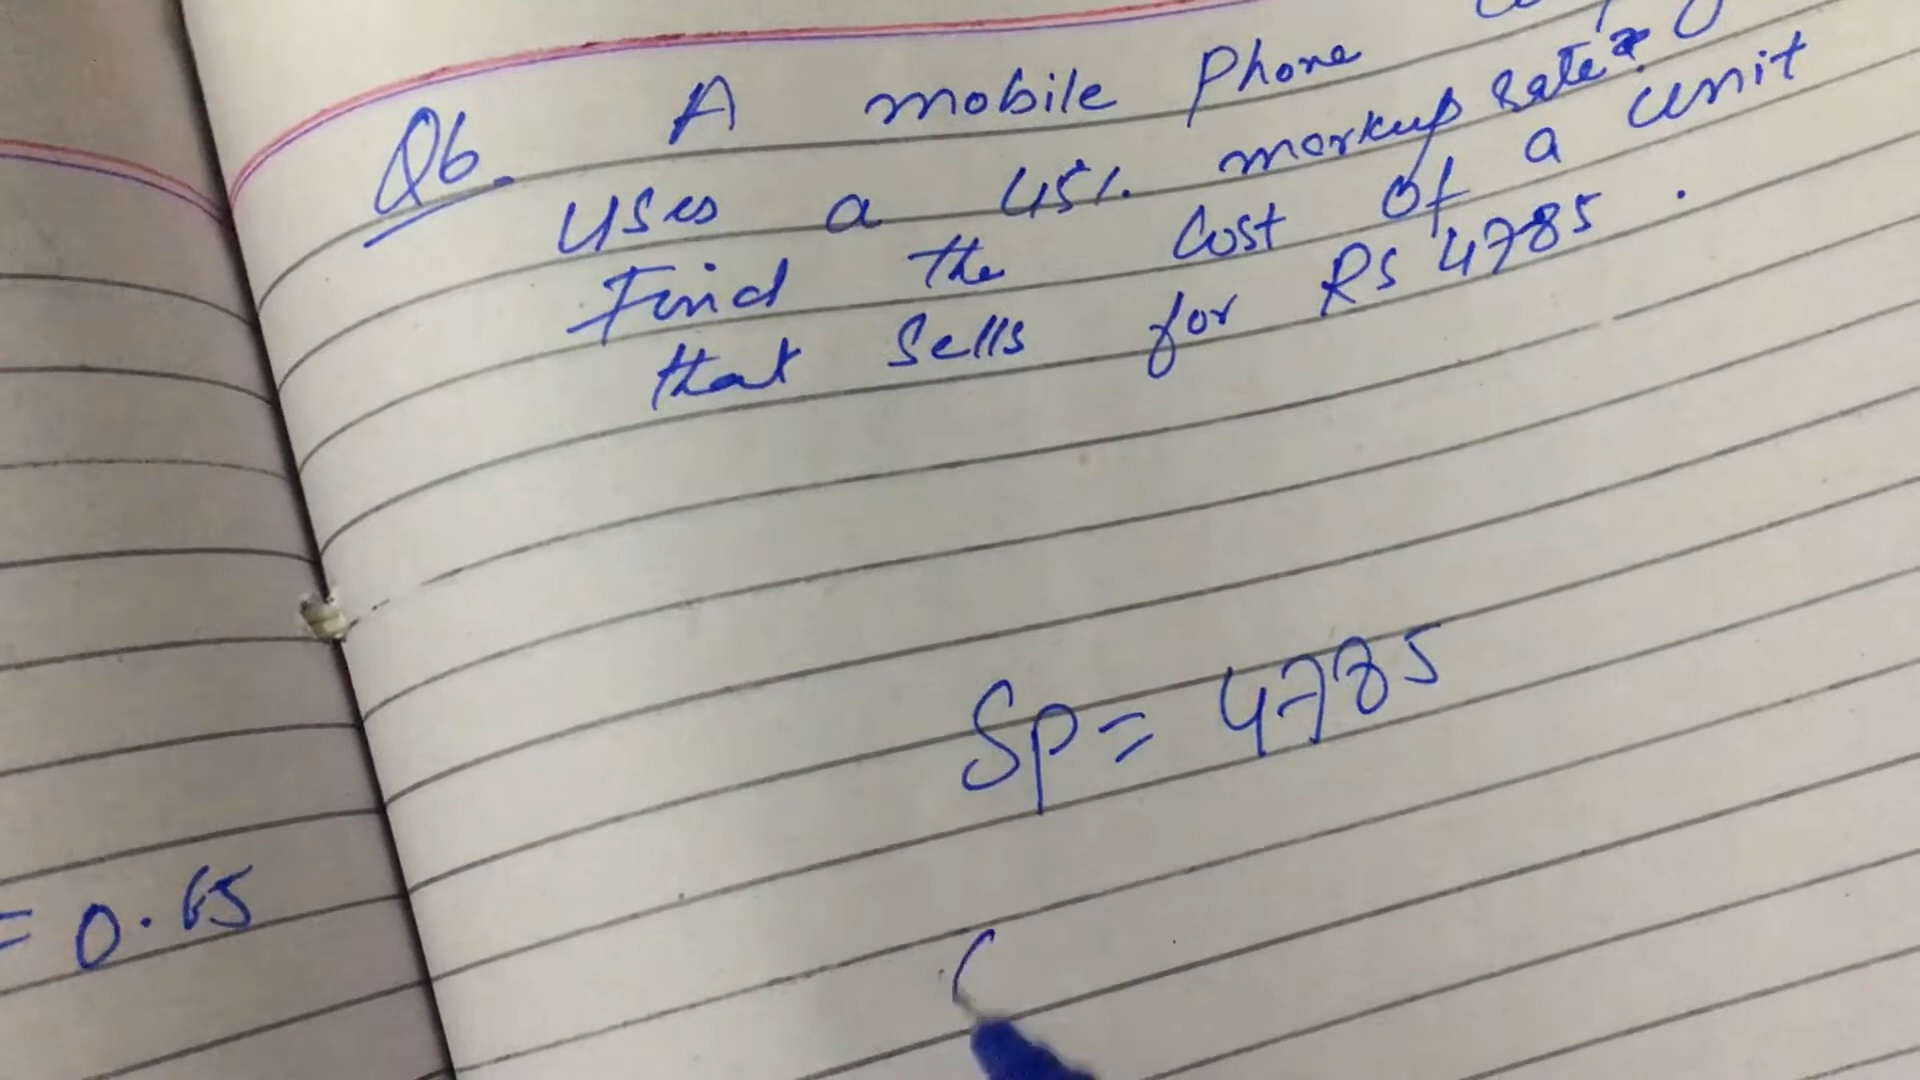 Q6. A mobile Phone
Uses a 45%. markup rate?
Find the Cost of a unit
that Sells for RS 4785.
SP= 4785
= 0.65